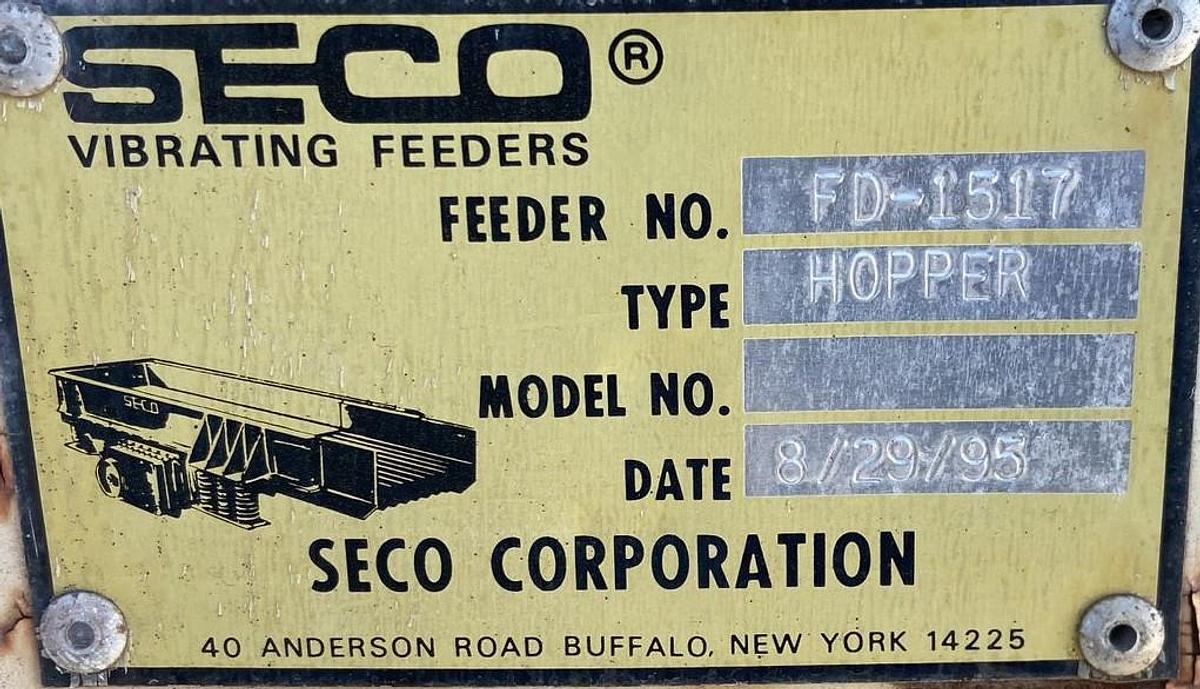 SECO®
VIBRATING FEEDERS
FEEDER NO. FD-1517
TYPE HOPPER
MODEL NO.
DATE 8/29/95
SECO
SECO CORPORATION
40 ANDERSON ROAD BUFFALO, NEW YORK 14225